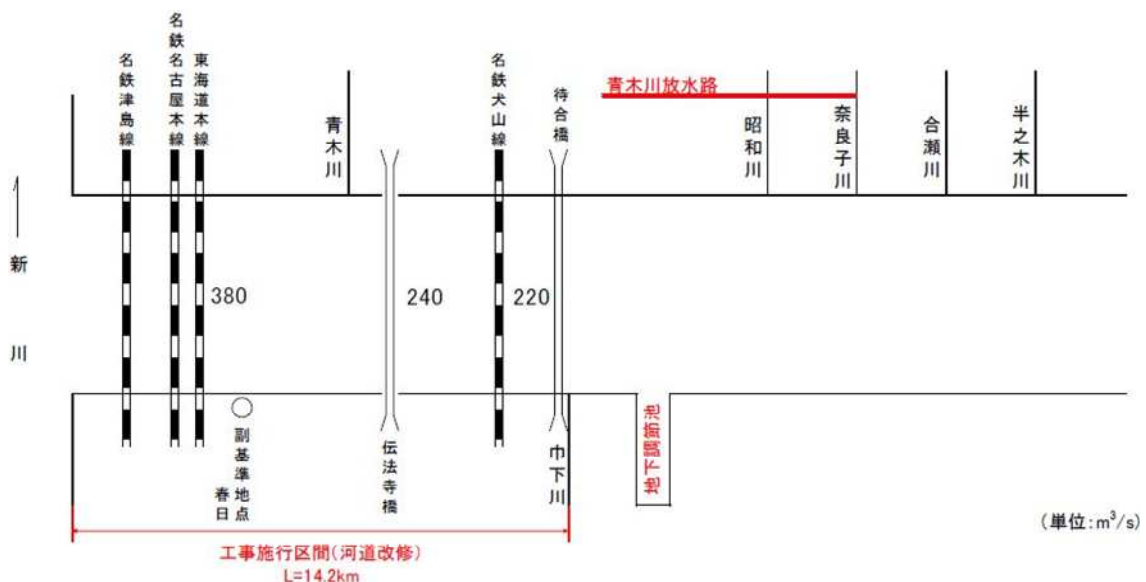 名鉄津島線
名鉄名古屋本線
東海道本線
青木川
名鉄犬山線
待合橋
青木川放水路
昭和川
奈良子川
合瀬川
半之木川
新川
380
240
220
副基準地点
春日
伝法寺橋
巾下川
地下調節池
(単位:m³/s)
工事施行区間(河道改修)
L=14.2km